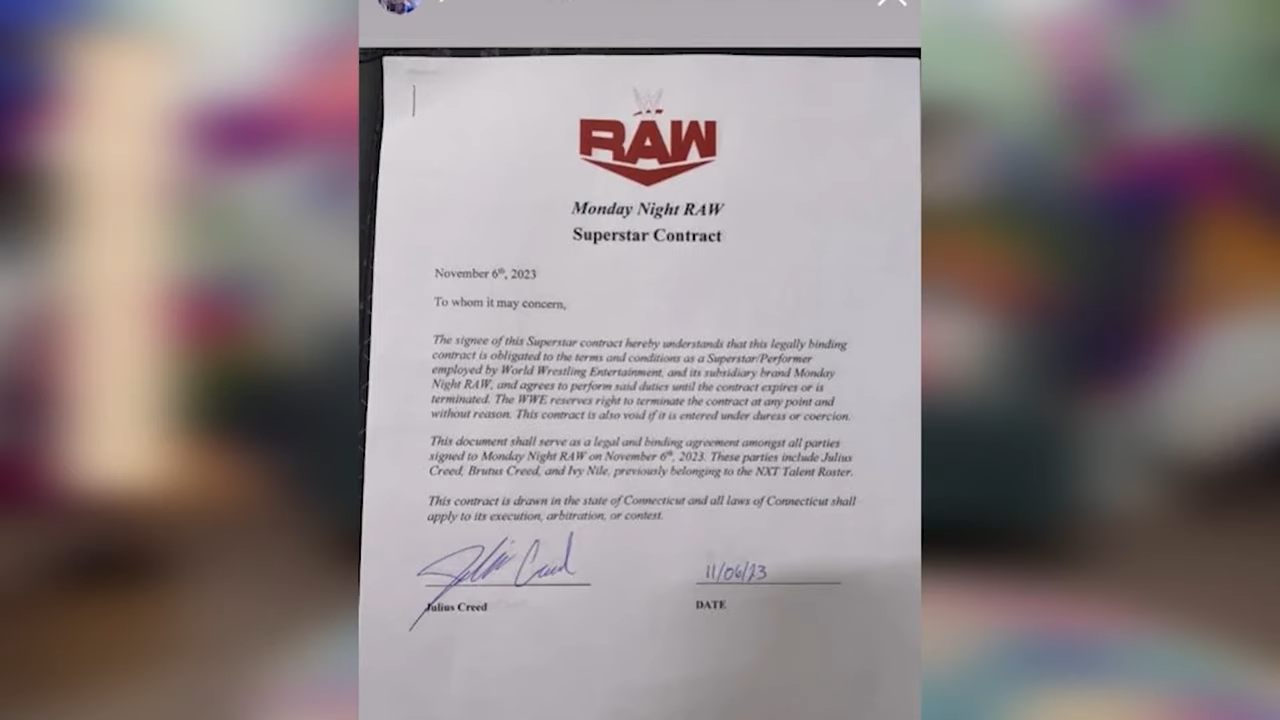 W
RAW
Monday Night RAW
Superstar Contract
November 6th, 2023
To whom it may concern,
The signee of this Superstar contract hereby understands that this legally binding
contract is obligated to the terms and conditions as a Superstar/Performer
employed by World Wrestling Entertainment, and its subsidiary brand Monday
Night RAW, and agrees to perform said duties until the contract expires or is
terminated. The WWE reserves right to terminate the contract at any point and
without reason. This contract is also void if it is entered under duress or coercion.
This document shall serve as a legal and binding agreement amongst all parties
signed to Monday Night RAW on November 6th, 2023. These parties include Julius
Creed, Brutus Creed, and Ivy Nile, previously belonging to the NXT Talent Roster.
This contract is drawn in the state of Connecticut and all laws of Connecticut shall
apply to its execution, arbitration, or contest.
Julius Creed 11/06/23
Julius Creed DATE